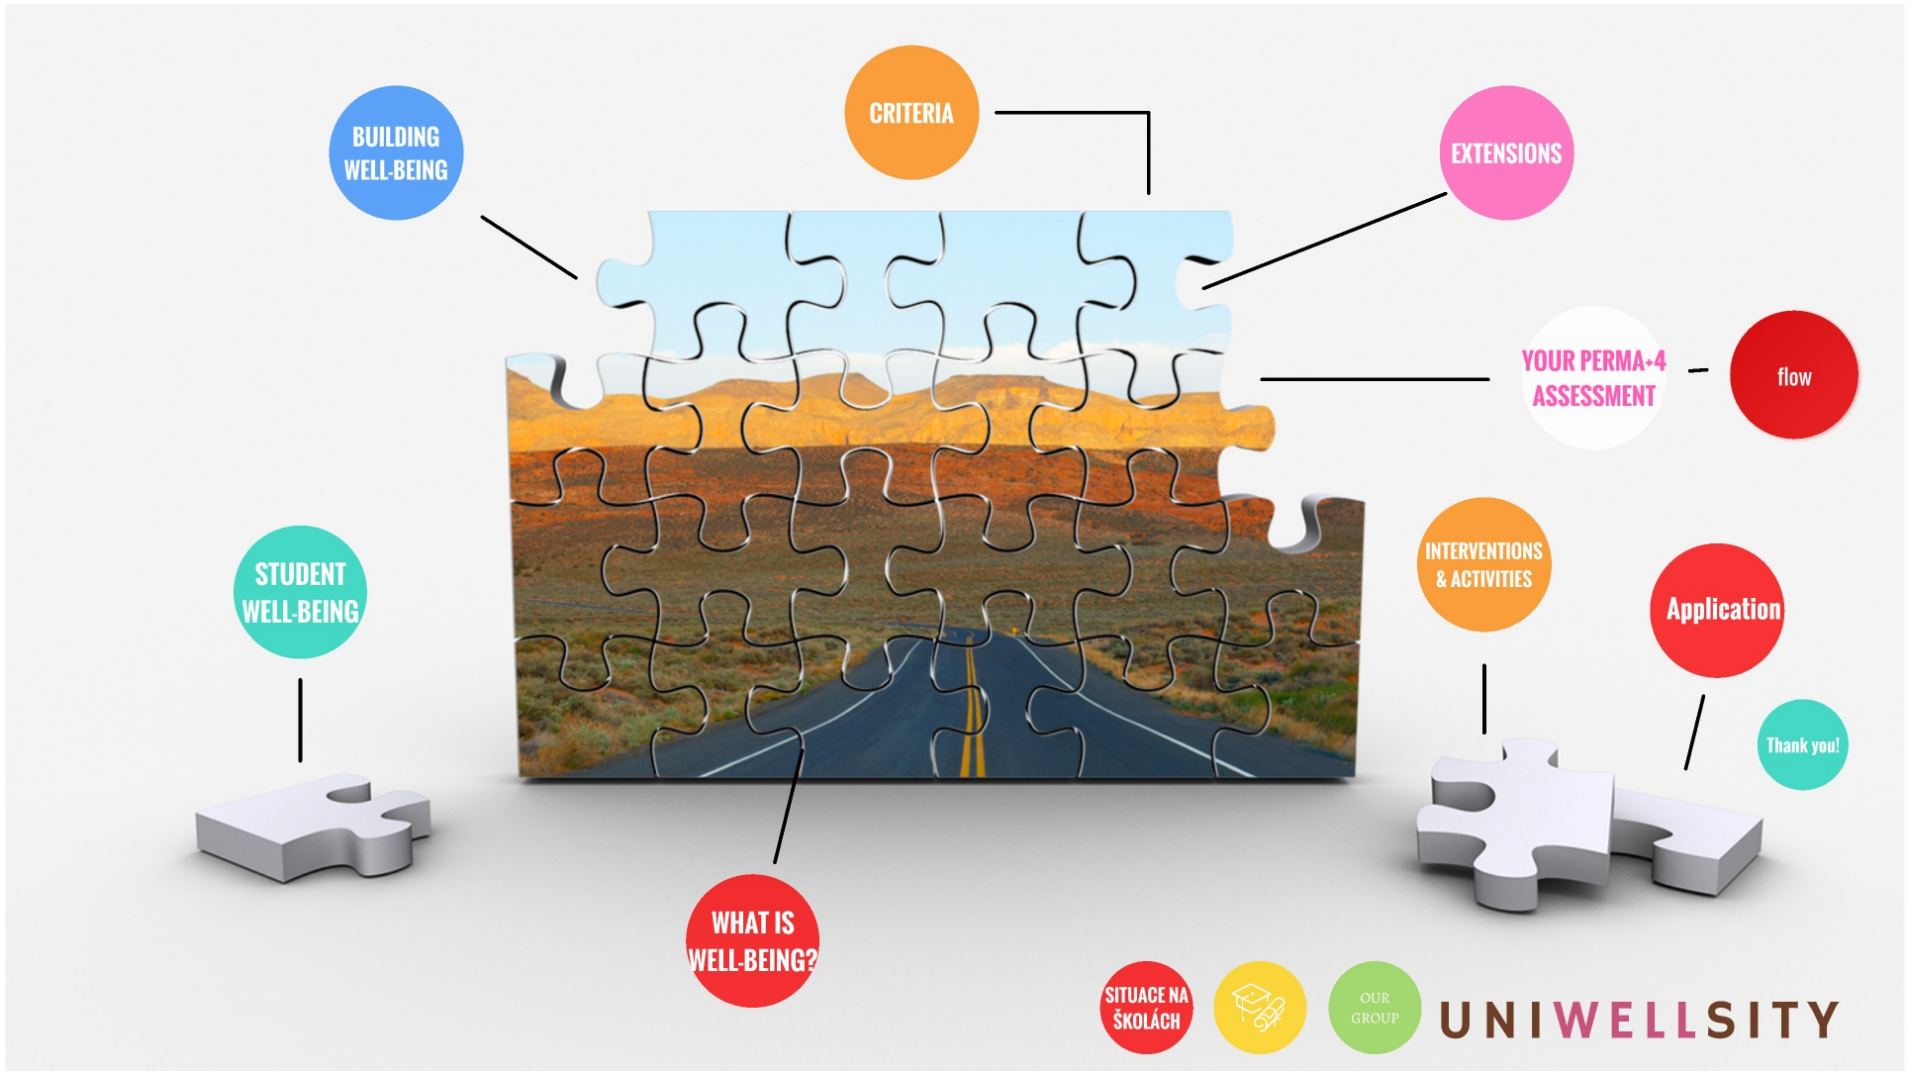 CRITERIA
BUILDING
WELL-BEING
EXTENSIONS
YOUR PERMA+4
ASSESSMENT
flow
STUDENT
WELL-BEING
INTERVENTIONS
& ACTIVITIES
Application
Thank you!
WHAT IS
WELL-BEING?
SITUACE NA
ŠKOLÁCH
OUR
GROUP
UNIWELLSITY